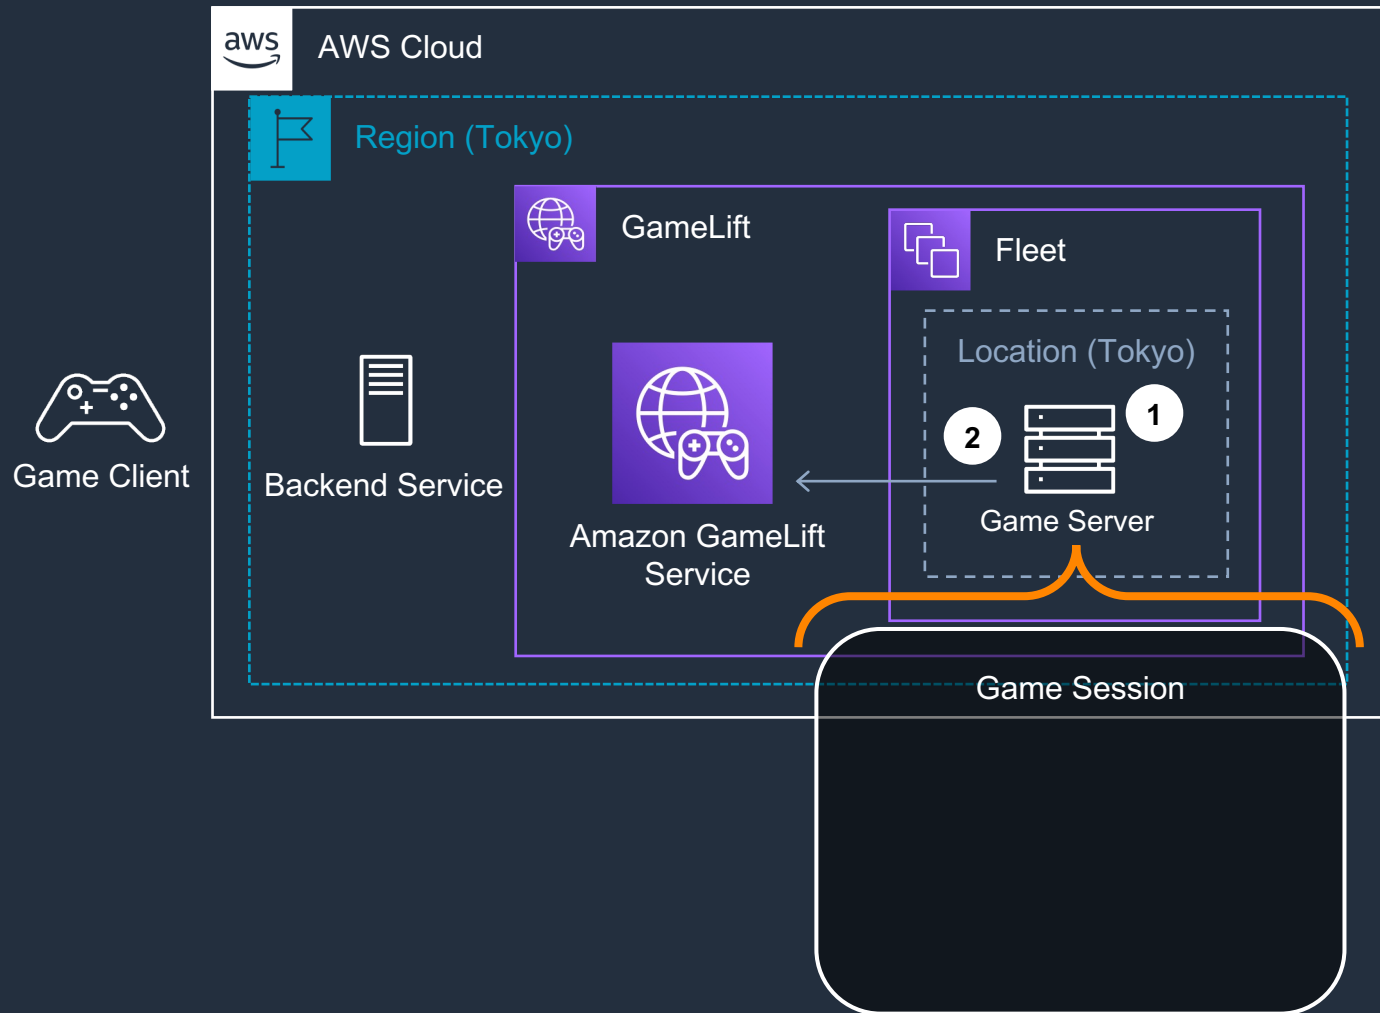 aws
AWS Cloud
Region (Tokyo)
GameLift
Fleet
Location (Tokyo)
1
2
Game Client
Backend Service
Game Server
Amazon GameLift
Service
Game Session